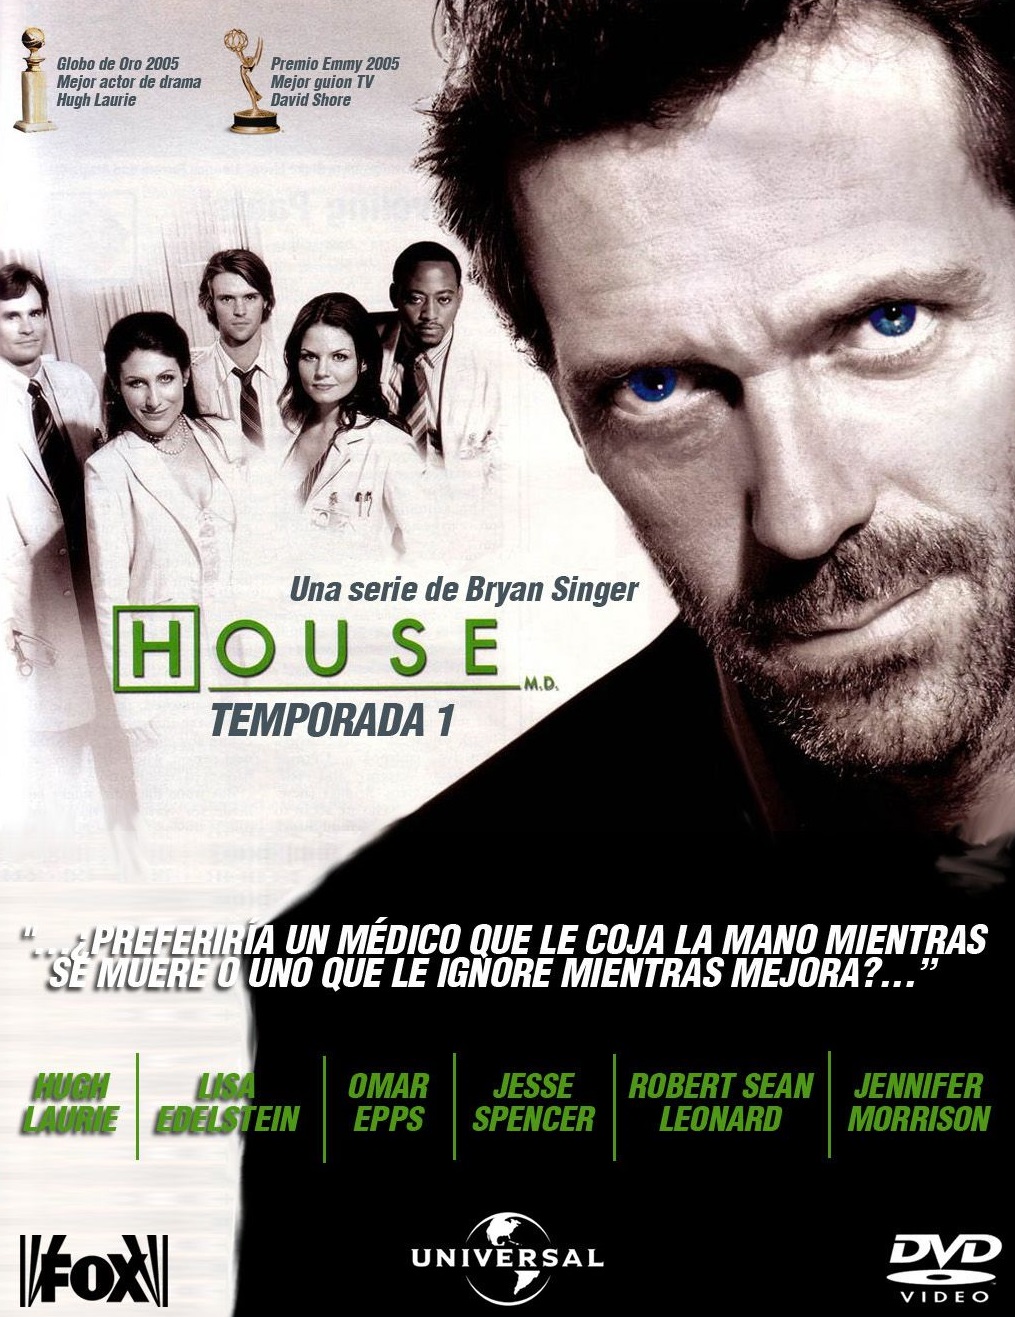 Globo de Oro 2005
Mejor actor de drama
Hugh Laurie
Premio Emmy 2005
Mejor guion TV
David Shore
Una serie de Bryan Singer
HOUSE
M.D.
TEMPORADA 1
"...¿PREFERIRÍA UN MÉDICO QUE LE COJA LA MANO MIENTRAS
SE MUERE O UNO QUE LE IGNORE MIENTRAS MEJORA?...”
HUGH
LAURIE
LISA
EDELSTEIN
OMAR
EPPS
JESSE
SPENCER
ROBERT SEAN
LEONARD
JENNIFER
MORRISON
FOX
UNIVERSAL
DVD
VIDEO